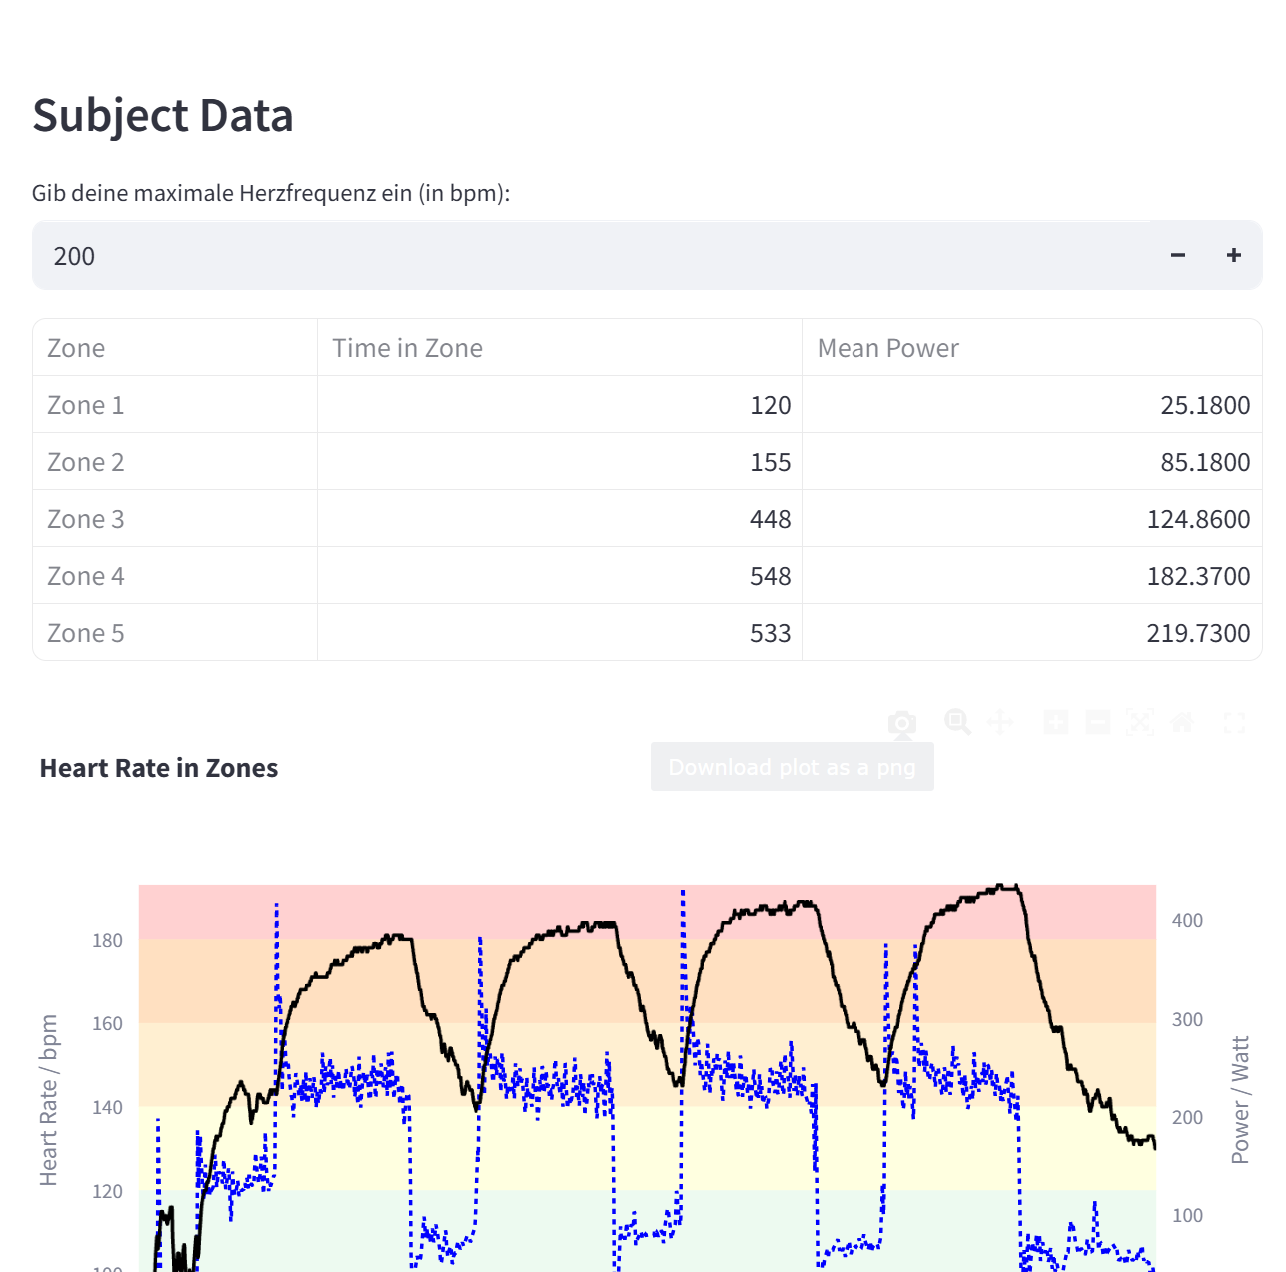 Subject Data
Gib deine maximale Herzfrequenz ein (in bpm):
200
Zone Time in Zone Mean Power
Zone 1 120 25.1800
Zone 2 155 85.1800
Zone 3 448 124.8600
Zone 4 548 182.3700
Zone 5 533 219.7300
Download plot as a png
Heart Rate in Zones
Heart Rate / bpm
180
160
140
120
100
400
300
200
100
Power / Watt